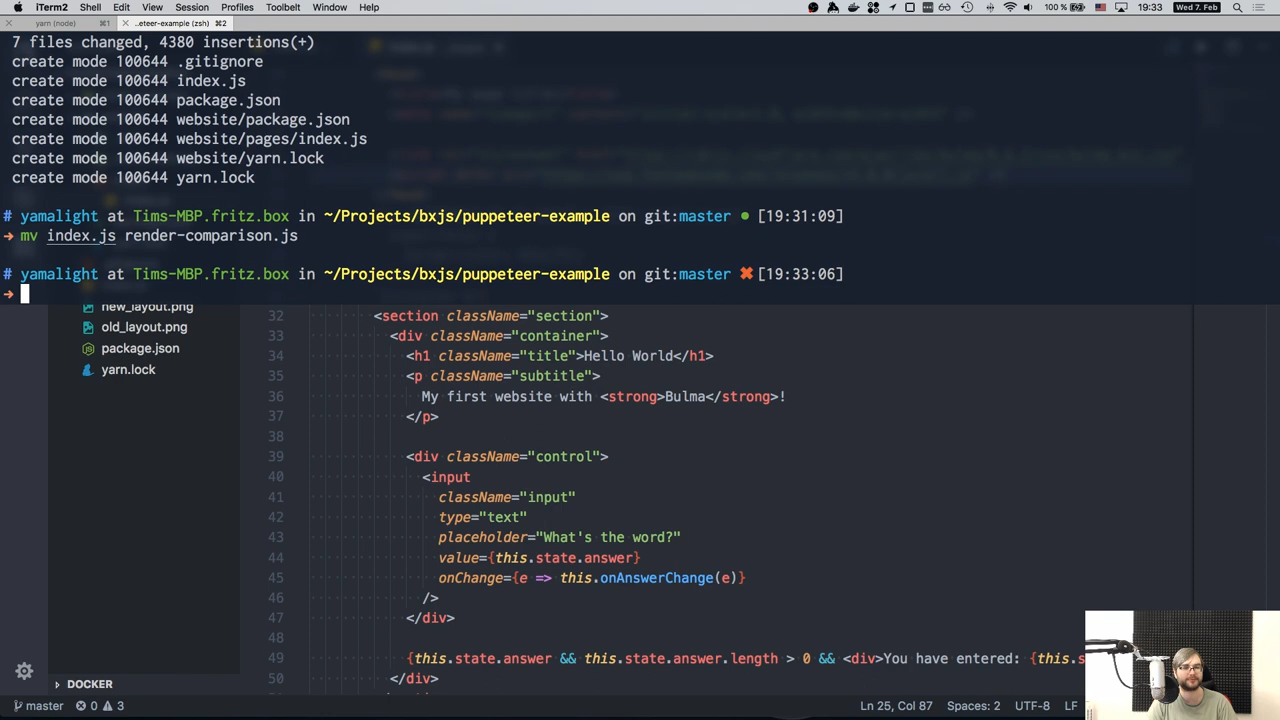 iTerm2 Shell Edit View Session Profiles Toolbelt Window Help 100 % 19:33 Wed 7. Feb
yarn (node) ⌘1 ...eteer-example (zsh) ⌘2
7 files changed, 4380 insertions(+)
create mode 100644 .gitignore
create mode 100644 index.js
create mode 100644 package.json
create mode 100644 website/package.json
create mode 100644 website/pages/index.js
create mode 100644 website/yarn.lock
create mode 100644 yarn.lock
# yamalight at Tims-MBP.fritz.box in ~/Projects/bxjs/puppeteer-example on git:master ● [19:31:09]
➜ mv index.js render-comparison.js
# yamalight at Tims-MBP.fritz.box in ~/Projects/bxjs/puppeteer-example on git:master ✖ [19:33:06]
➜
new_layout.png
old_layout.png
package.json
yarn.lock
32 <section className="section">
33 <div className="container">
34 <h1 className="title">Hello World</h1>
35 <p className="subtitle">
36 My first website with <strong>Bulma</strong>!
37 </p>
38
39 <div className="control">
40 <input
41 className="input"
42 type="text"
43 placeholder="What's the word?"
44 value={this.state.answer}
45 onChange={e => this.onAnswerChange(e)}
46 />
47 </div>
48
49 {this.state.answer && this.state.answer.length > 0 && <div>You have entered: {this.s
50 </div>
DOCKER
master 0 3 Ln 25, Col 87 Spaces: 2 UTF-8 LF